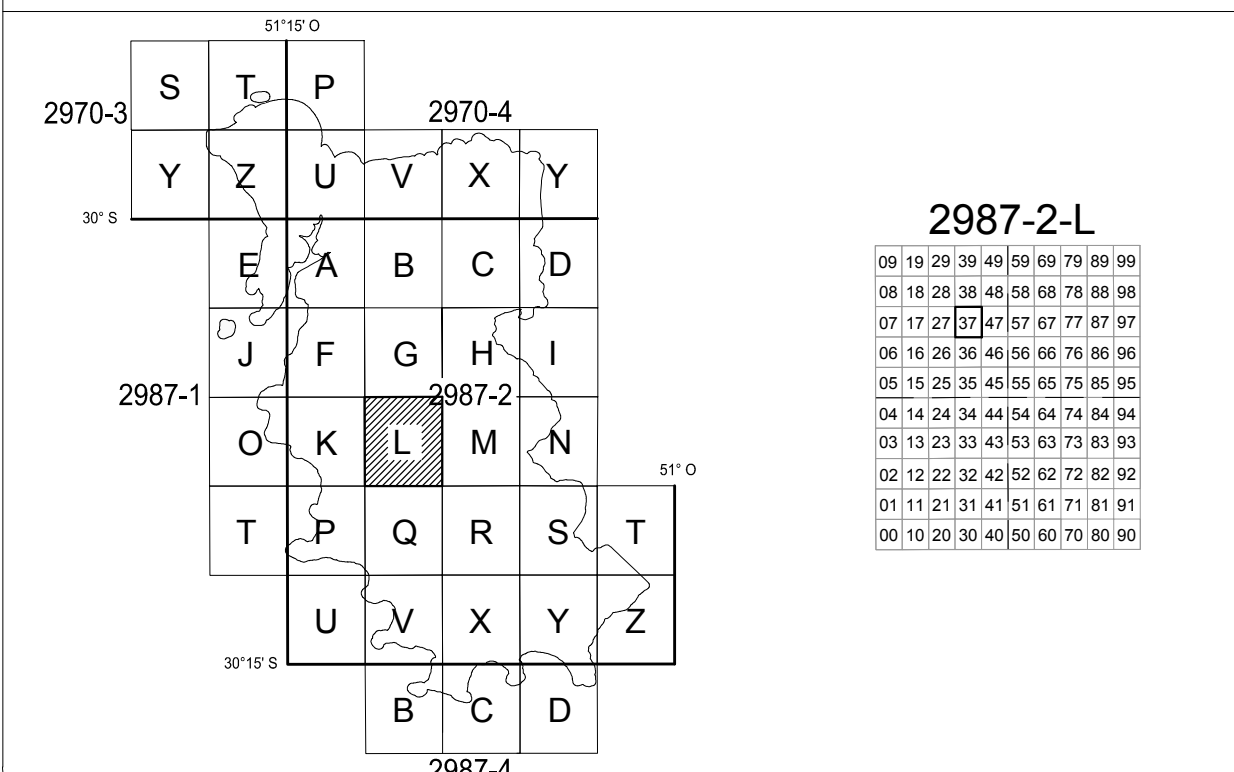 51°15' O
S T P
2970-3 2970-4
Y Z U V X Y
30° S
E A B C D
J F G H I
2987-1 2987-2
O K L M N
51° O
T P Q R S T
U V X Y Z
30°15' S
B C D
2987-4
2987-2-L
09 19 29 39 49 59 69 79 89 99
08 18 28 38 48 58 68 78 88 98
07 17 27 37 47 57 67 77 87 97
06 16 26 36 46 56 66 76 86 96
05 15 25 35 45 55 65 75 85 95
04 14 24 34 44 54 64 74 84 94
03 13 23 33 43 53 63 73 83 93
02 12 22 32 42 52 62 72 82 92
01 11 21 31 41 51 61 71 81 91
00 10 20 30 40 50 60 70 80 90